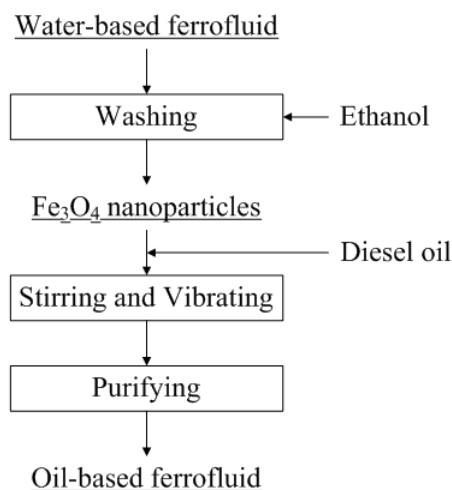 Water-based ferrofluid
Washing
Ethanol
Fe₃O₄ nanoparticles
Diesel oil
Stirring and Vibrating
Purifying
Oil-based ferrofluid